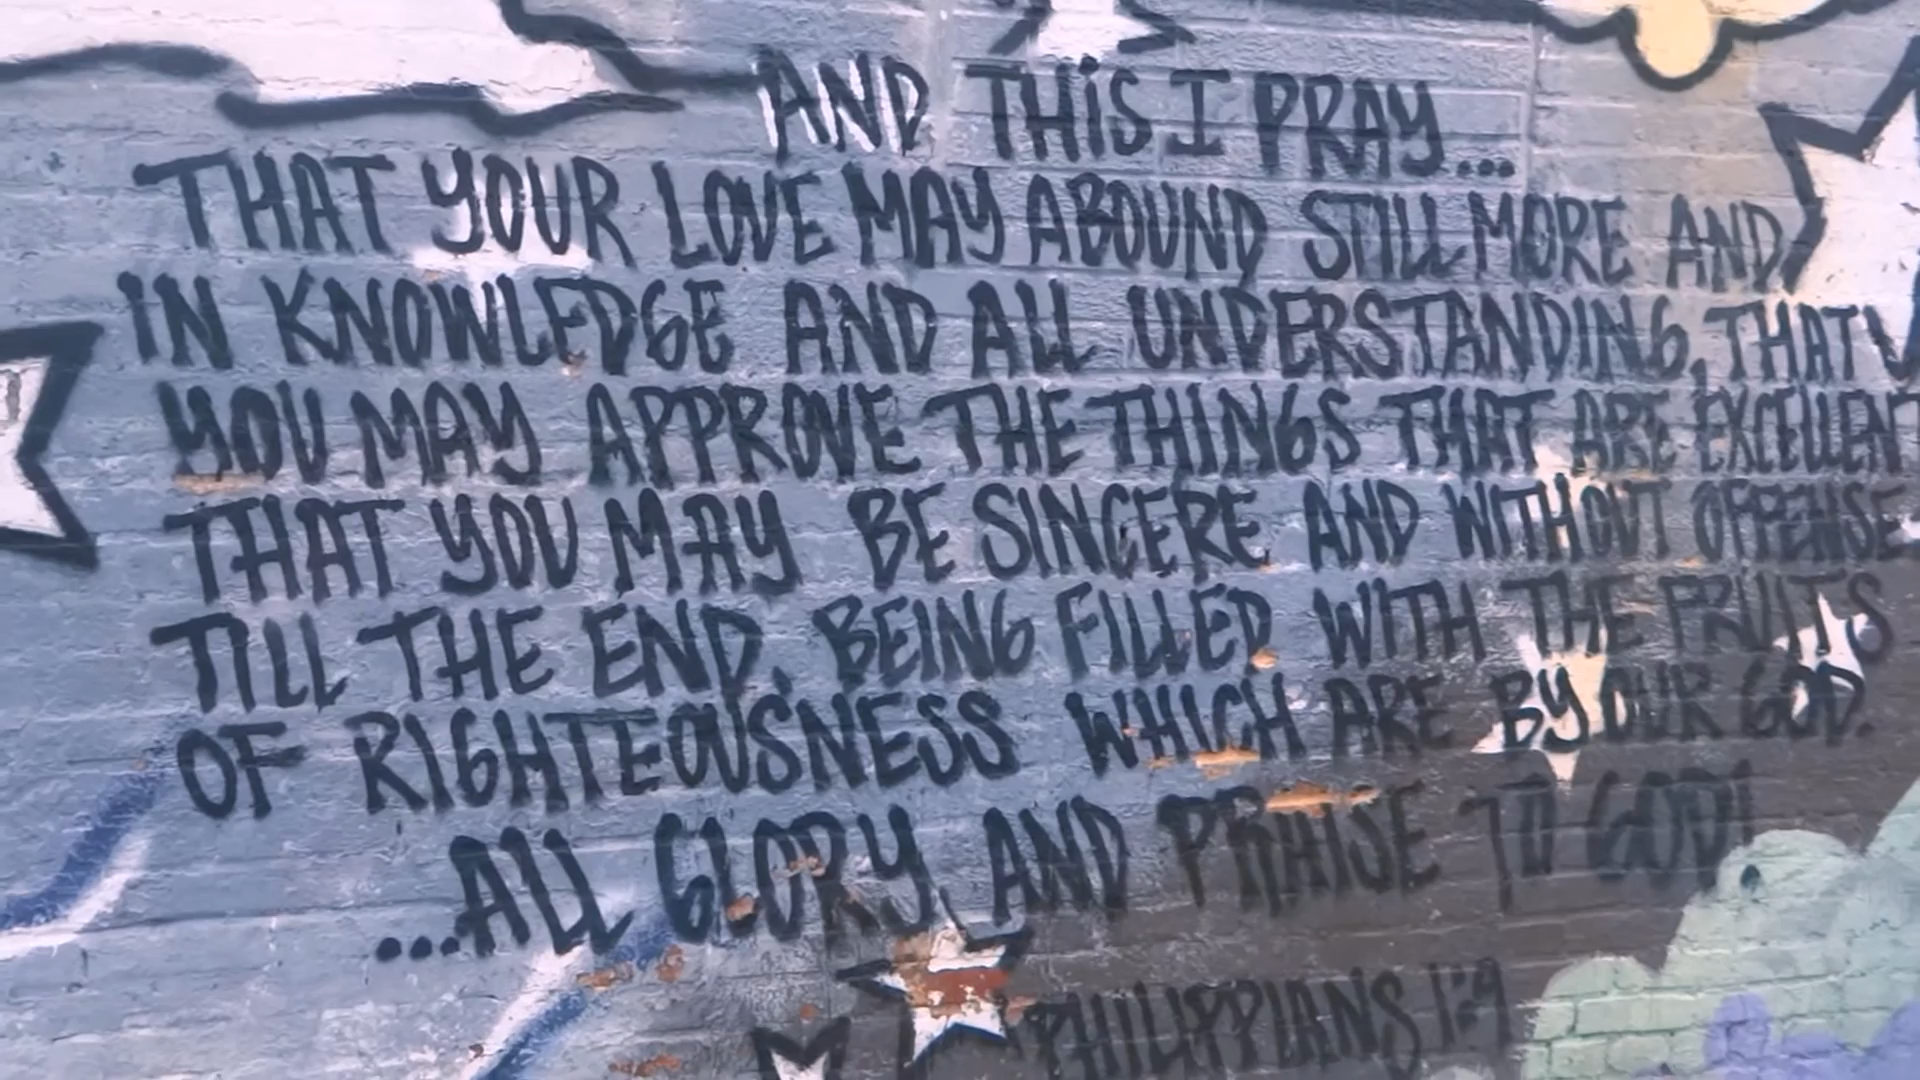 AND THIS I PRAY...
THAT YOUR LOVE MAY ABOUND STILL MORE AND
IN KNOWLEDGE AND ALL UNDERSTANDING, THAT
YOU MAY APPROVE THE THINGS THAT ARE EXCELLENT
THAT YOU MAY BE SINCERE AND WITHOUT OFFENSE
TILL THE END, BEING FILLED WITH THE FRUITS
OF RIGHTEOUSNESS WHICH ARE BY OUR GOD.
...ALL GLORY AND PRAISE TO GOD!
PHILIPPIANS 1:9